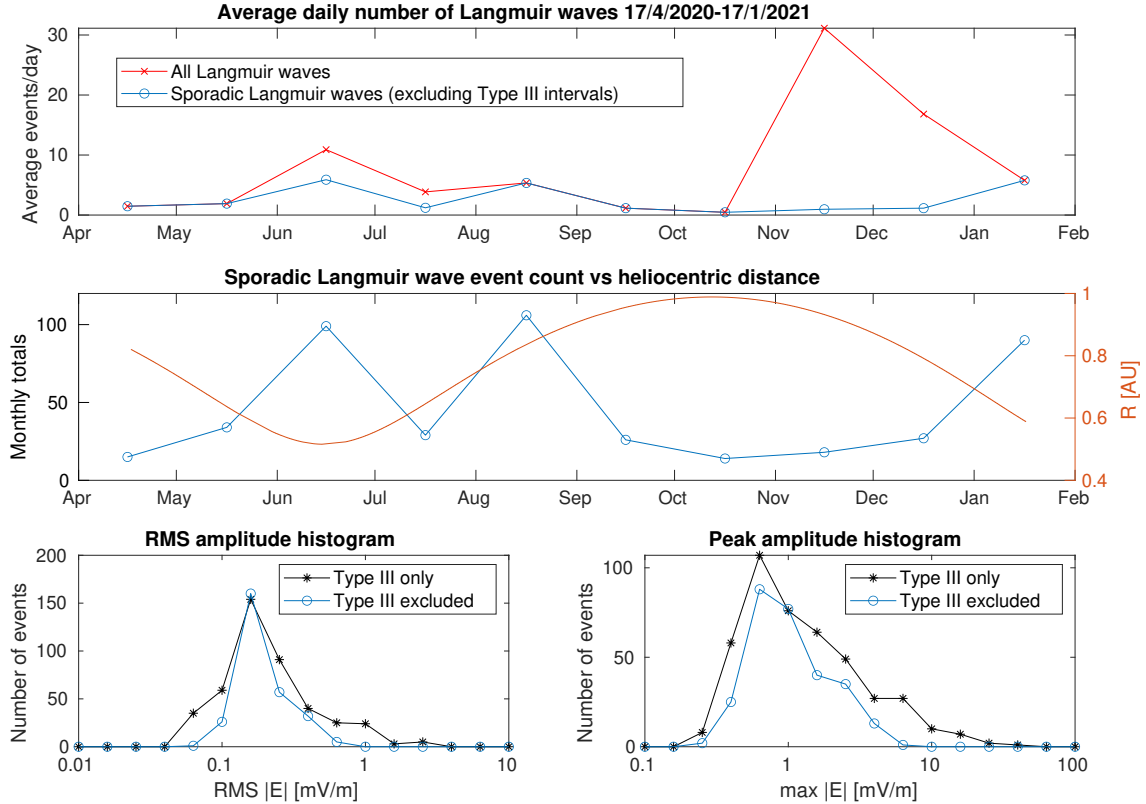 Average daily number of Langmuir waves 17/4/2020-17/1/2021
Average events/day
30
20
10
0
All Langmuir waves
Sporadic Langmuir waves (excluding Type III intervals)
Apr May Jun Jul Aug Sep Oct Nov Dec Jan Feb
Sporadic Langmuir wave event count vs heliocentric distance
Monthly totals
100
50
0
1
0.8
0.6
0.4
R [AU]
Apr May Jun Jul Aug Sep Oct Nov Dec Jan Feb
RMS amplitude histogram
Number of events
200
150
100
50
0
Type III only
Type III excluded
0.01 0.1 1 10
RMS |E| [mV/m]
Peak amplitude histogram
Number of events
100
50
0
Type III only
Type III excluded
0.1 1 10 100
max |E| [mV/m]